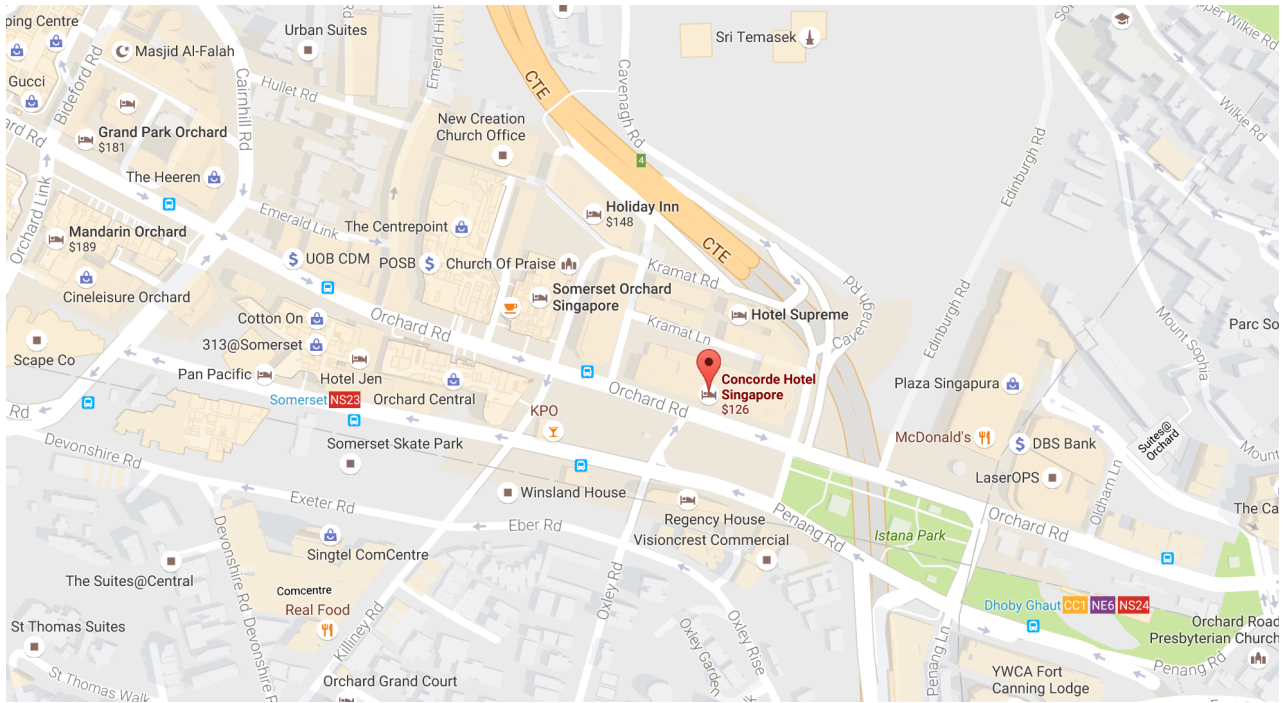 ping Centre
Gucci
Bideford Rd
Masjid Al-Falah
Urban Suites
Cairnhill Rd
Hullet Rd
Emerald Hill R
New Creation
Church Office
CTE
Cavenagh Rd
Sri Temasek
4
Edinburgh Rd
pper Wilkie Rd
Wilkie Rd
Grand Park Orchard
$181
ard Rd
The Heeren
Orchard Link
Mandarin Orchard
$189
Cineleisure Orchard
Emerald Link
The Centrepoint
UOB CDM
POSB
Church Of Praise
Holiday Inn
$148
CTE
Kramat Rd
Somerset Orchard
Singapore
Hotel Supreme
Cavenagh Rd
Edinburgh Rd
Mount Sophia
Parc So
Cotton On
313@Somerset
Orchard Rd
Kramat Ln
Scape Co
Pan Pacific
Hotel Jen
Somerset NS23
Orchard Central
KPO
Orchard Rd
Concorde Hotel
Singapore
$126
Plaza Singapura
McDonald's
DBS Bank
LaserOPS
Suites@
Orchard
Mount
Oldham Ln
The Ca
Rd
Devonshire Rd
Somerset Skate Park
Exeter Rd
Winsland House
Eber Rd
Regency House
Visioncrest Commercial
Penang Rd
Istana Park
Orchard Rd
Singtel ComCentre
The Suites@Central
Devonshire Rd
Devonshire Rd
Comcentre
Real Food
Killiney Rd
Oxley Rd
Oxley Rise
Oxley Garden
Dhoby Ghaut CC1 NE6 NS24
Orchard Road
Presbyterian Church
Penang Rd
Penang Ln
YWCA Fort
Canning Lodge
St Thomas Suites
St Thomas Walk
Orchard Grand Court